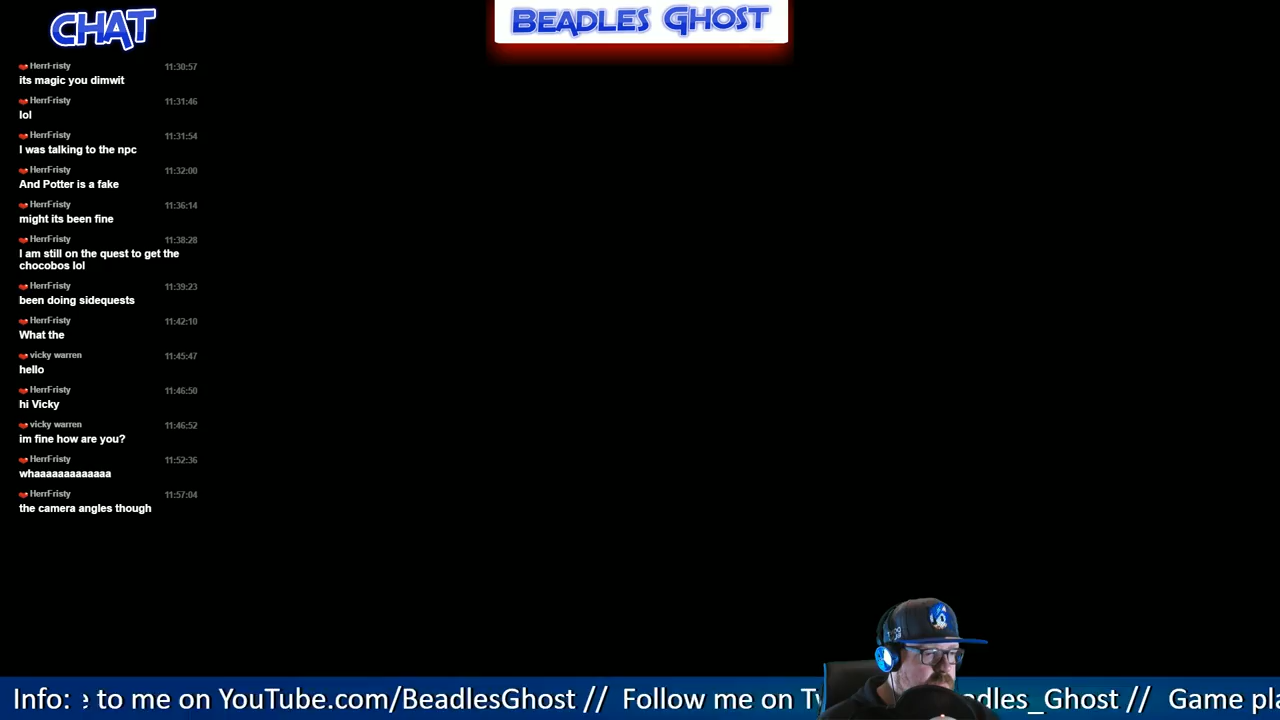 CHAT
BEADLES GHOST
HerrFristy 11:30:57
its magic you dimwit
HerrFristy 11:31:46
lol
HerrFristy 11:31:54
I was talking to the npc
HerrFristy 11:32:00
And Potter is a fake
HerrFristy 11:36:14
might its been fine
HerrFristy 11:38:28
I am still on the quest to get the
chocobos lol
HerrFristy 11:39:23
been doing sidequests
HerrFristy 11:42:10
What the
vicky warren 11:45:47
hello
HerrFristy 11:46:50
hi Vicky
vicky warren 11:46:52
im fine how are you?
HerrFristy 11:52:36
whaaaaaaaaaaaaa
HerrFristy 11:57:04
the camera angles though
Info: e to me on YouTube.com/BeadlesGhost // Follow me on Tw adles_Ghost // Game pla